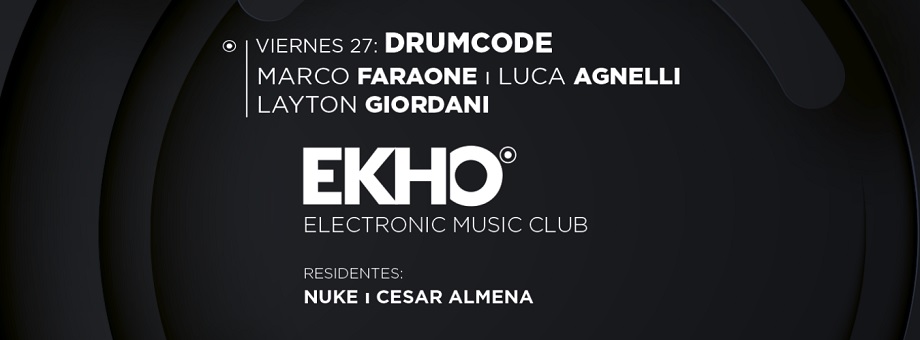 VIERNES 27: DRUMCODE
MARCO FARAONE ı LUCA AGNELLI
LAYTON GIORDANI
EKHO
ELECTRONIC MUSIC CLUB
RESIDENTES:
NUKE ı CESAR ALMENA